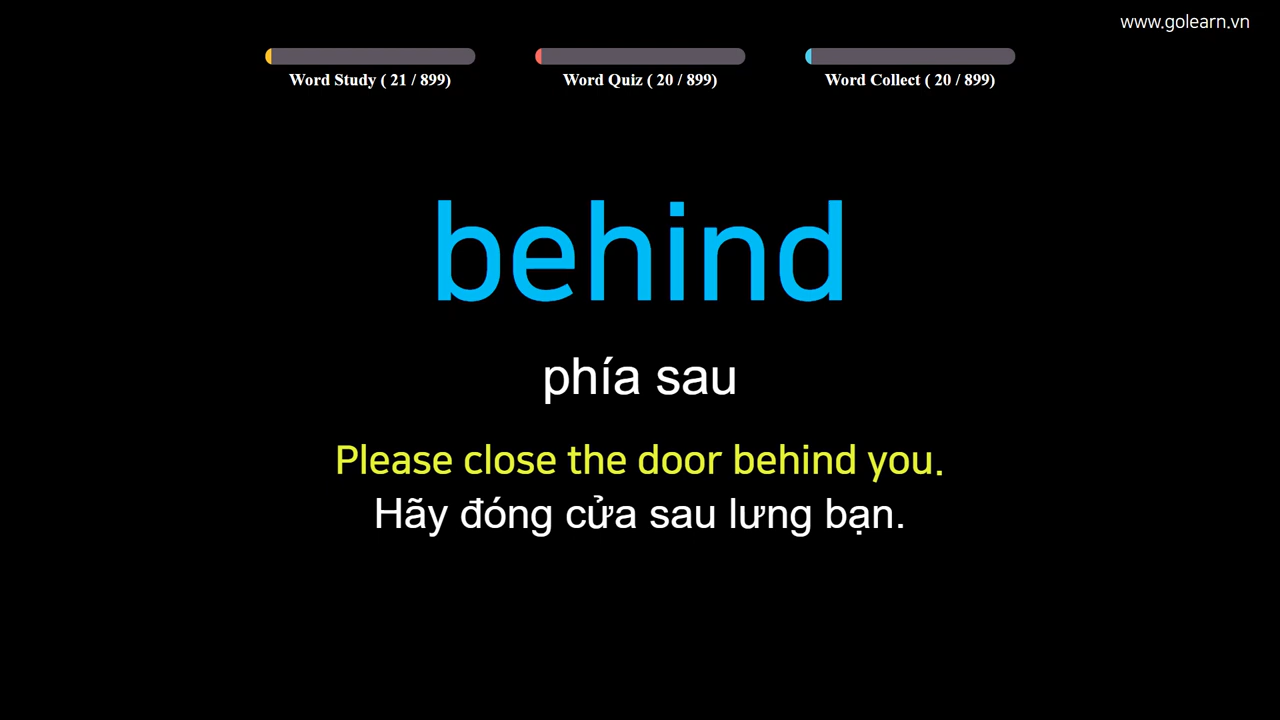 www.golearn.vn
Word Study ( 21 / 899)
Word Quiz ( 20 / 899)
Word Collect ( 20 / 899)
behind
phía sau
Please close the door behind you.
Hãy đóng cửa sau lưng bạn.